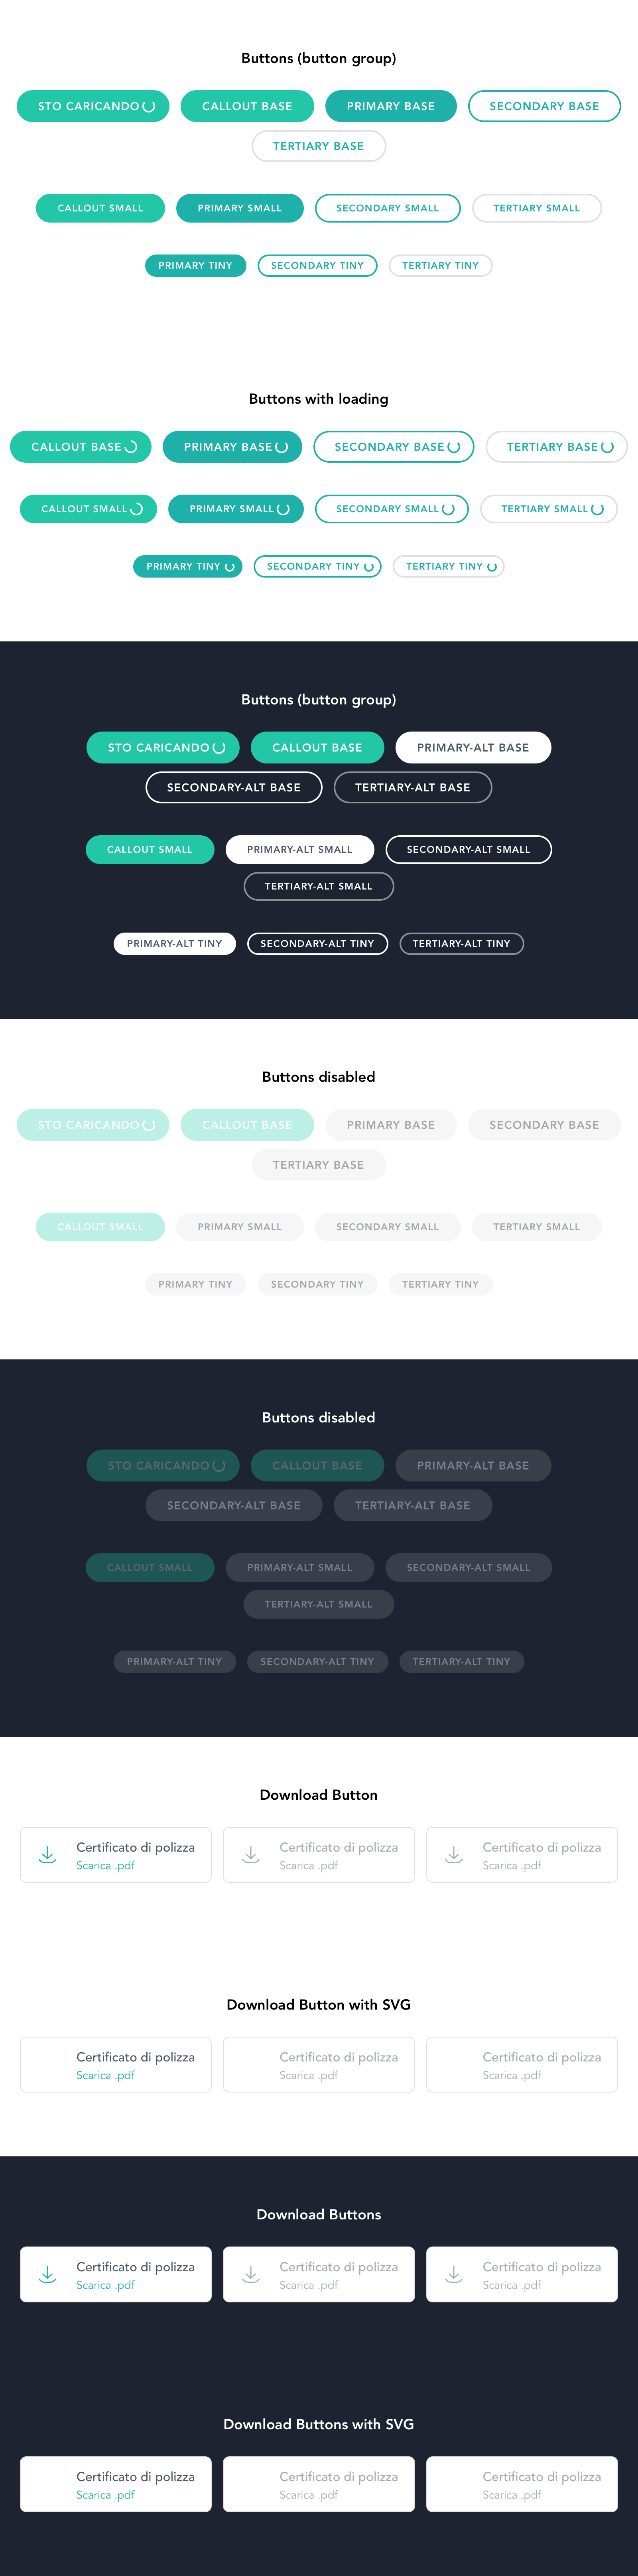 Buttons (button group)
STO CARICANDO CALLOUT BASE PRIMARY BASE SECONDARY BASE
TERTIARY BASE
CALLOUT SMALL PRIMARY SMALL SECONDARY SMALL TERTIARY SMALL
PRIMARY TINY SECONDARY TINY TERTIARY TINY
Buttons with loading
CALLOUT BASE PRIMARY BASE SECONDARY BASE TERTIARY BASE
CALLOUT SMALL PRIMARY SMALL SECONDARY SMALL TERTIARY SMALL
PRIMARY TINY SECONDARY TINY TERTIARY TINY
Buttons (button group)
STO CARICANDO CALLOUT BASE PRIMARY-ALT BASE
SECONDARY-ALT BASE TERTIARY-ALT BASE
CALLOUT SMALL PRIMARY-ALT SMALL SECONDARY-ALT SMALL
TERTIARY-ALT SMALL
PRIMARY-ALT TINY SECONDARY-ALT TINY TERTIARY-ALT TINY
Buttons disabled
STO CARICANDO CALLOUT BASE PRIMARY BASE SECONDARY BASE
TERTIARY BASE
CALLOUT SMALL PRIMARY SMALL SECONDARY SMALL TERTIARY SMALL
PRIMARY TINY SECONDARY TINY TERTIARY TINY
Buttons disabled
STO CARICANDO CALLOUT BASE PRIMARY-ALT BASE
SECONDARY-ALT BASE TERTIARY-ALT BASE
CALLOUT SMALL PRIMARY-ALT SMALL SECONDARY-ALT SMALL
TERTIARY-ALT SMALL
PRIMARY-ALT TINY SECONDARY-ALT TINY TERTIARY-ALT TINY
Download Button
Certificato di polizza Certificato di polizza Certificato di polizza
Scarica .pdf Scarica .pdf Scarica .pdf
Download Button with SVG
Certificato di polizza Certificato di polizza Certificato di polizza
Scarica .pdf Scarica .pdf Scarica .pdf
Download Buttons
Certificato di polizza Certificato di polizza Certificato di polizza
Scarica .pdf Scarica .pdf Scarica .pdf
Download Buttons with SVG
Certificato di polizza Certificato di polizza Certificato di polizza
Scarica .pdf Scarica .pdf Scarica .pdf